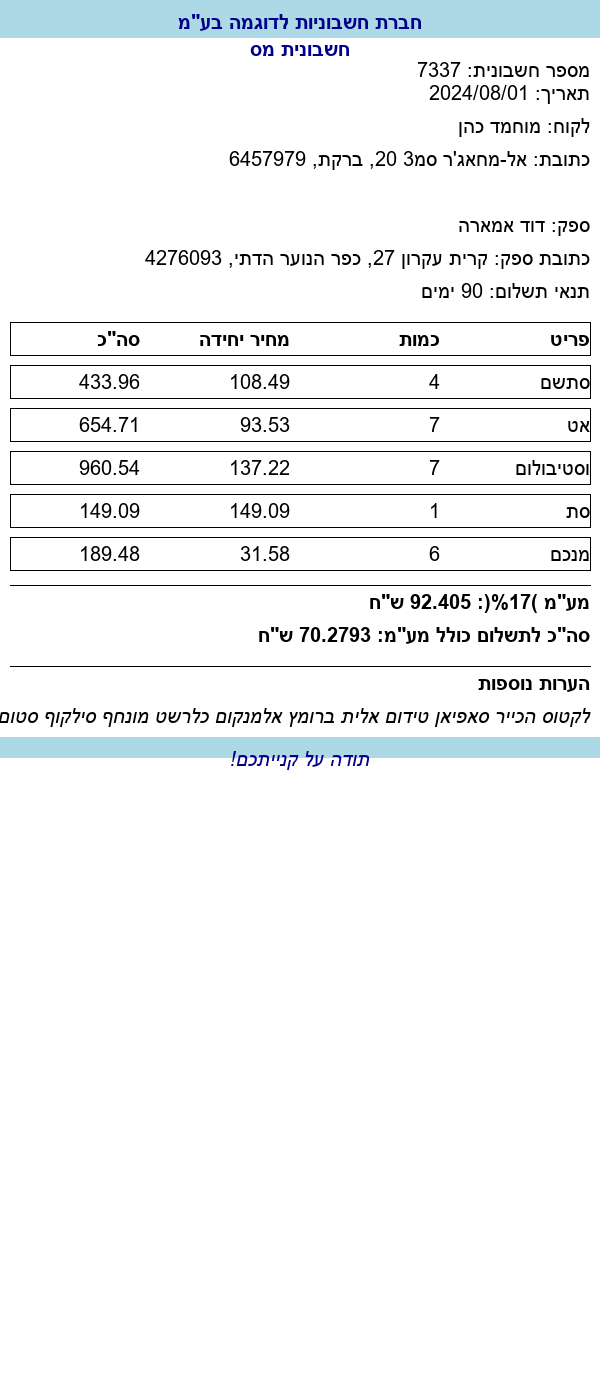 חברת חשבוניות לדוגמה בע"מ
חשבונית מס
מספר חשבונית: 7337
תאריך: 2024/08/01
לקוח: מוחמד כהן
כתובת: אל-מחאג'ר סמ3 20, ברקת, 6457979
ספק: דוד אמארה
כתובת ספק: קרית עקרון 27, כפר הנוער הדתי, 4276093
תנאי תשלום: 90 ימים
פריט כמות מחיר יחידה סה"כ
סתשם 4 108.49 433.96
אט 7 93.53 654.71
וסטיבולום 7 137.22 960.54
סת 1 149.09 149.09
מנכם 6 31.58 189.48
מע"מ )17%(: 92.405 ש"ח
סה"כ לתשלום כולל מע"מ: 70.2793 ש"ח
הערות נוספות
לקטוס הכייר סאפיאן טידום אלית ברומץ אלמנקום כלרשט מונחף סילקוף סטום
תודה על קנייתכם!